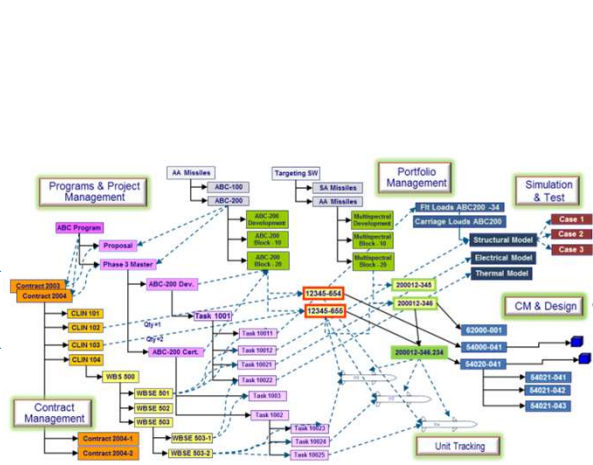 AA Missiles
Targeting SW
Portfolio
Management
Programs & Project
Management
Simulation
& Test
ABC-100
ABC-200
SA Missiles
AA Missiles
Flt Loads ABC200 -34
Carriage Loads ABC200
Case 1
Case 2
Case 3
ABC Program
Proposal
Phase 3 Master
ABC-200
Development
ABC-200
Block - 10
ABC-200
Block - 20
Multispectral
Development
Multispectral
Block - 10
Multispectral
Block - 20
Structural Model
Electrical Model
Thermal Model
Contract 2003
Contract 2004
ABC-200 Dev.
12345-654
12345-655
200012-345
200012-346
CM & Design
CLIN 101
CLIN 102
CLIN 103
CLIN 104
Task 1001
Qty=1
Qty=2
Task 10011
Task 10012
Task 10021
Task 10022
62000-001
54000-041
54020-041
ABC-200 Cert.
200012-346.234
WBS 500
WBSE 501
WBSE 502
WBSE 503
54021-041
54021-042
54021-043
Task 1003
Task 1002
Contract
Management
Contract 2004-1
Contract 2004-2
WBSE 503-1
WBSE 503-2
Task 10023
Task 10024
Task 10025
Unit Tracking